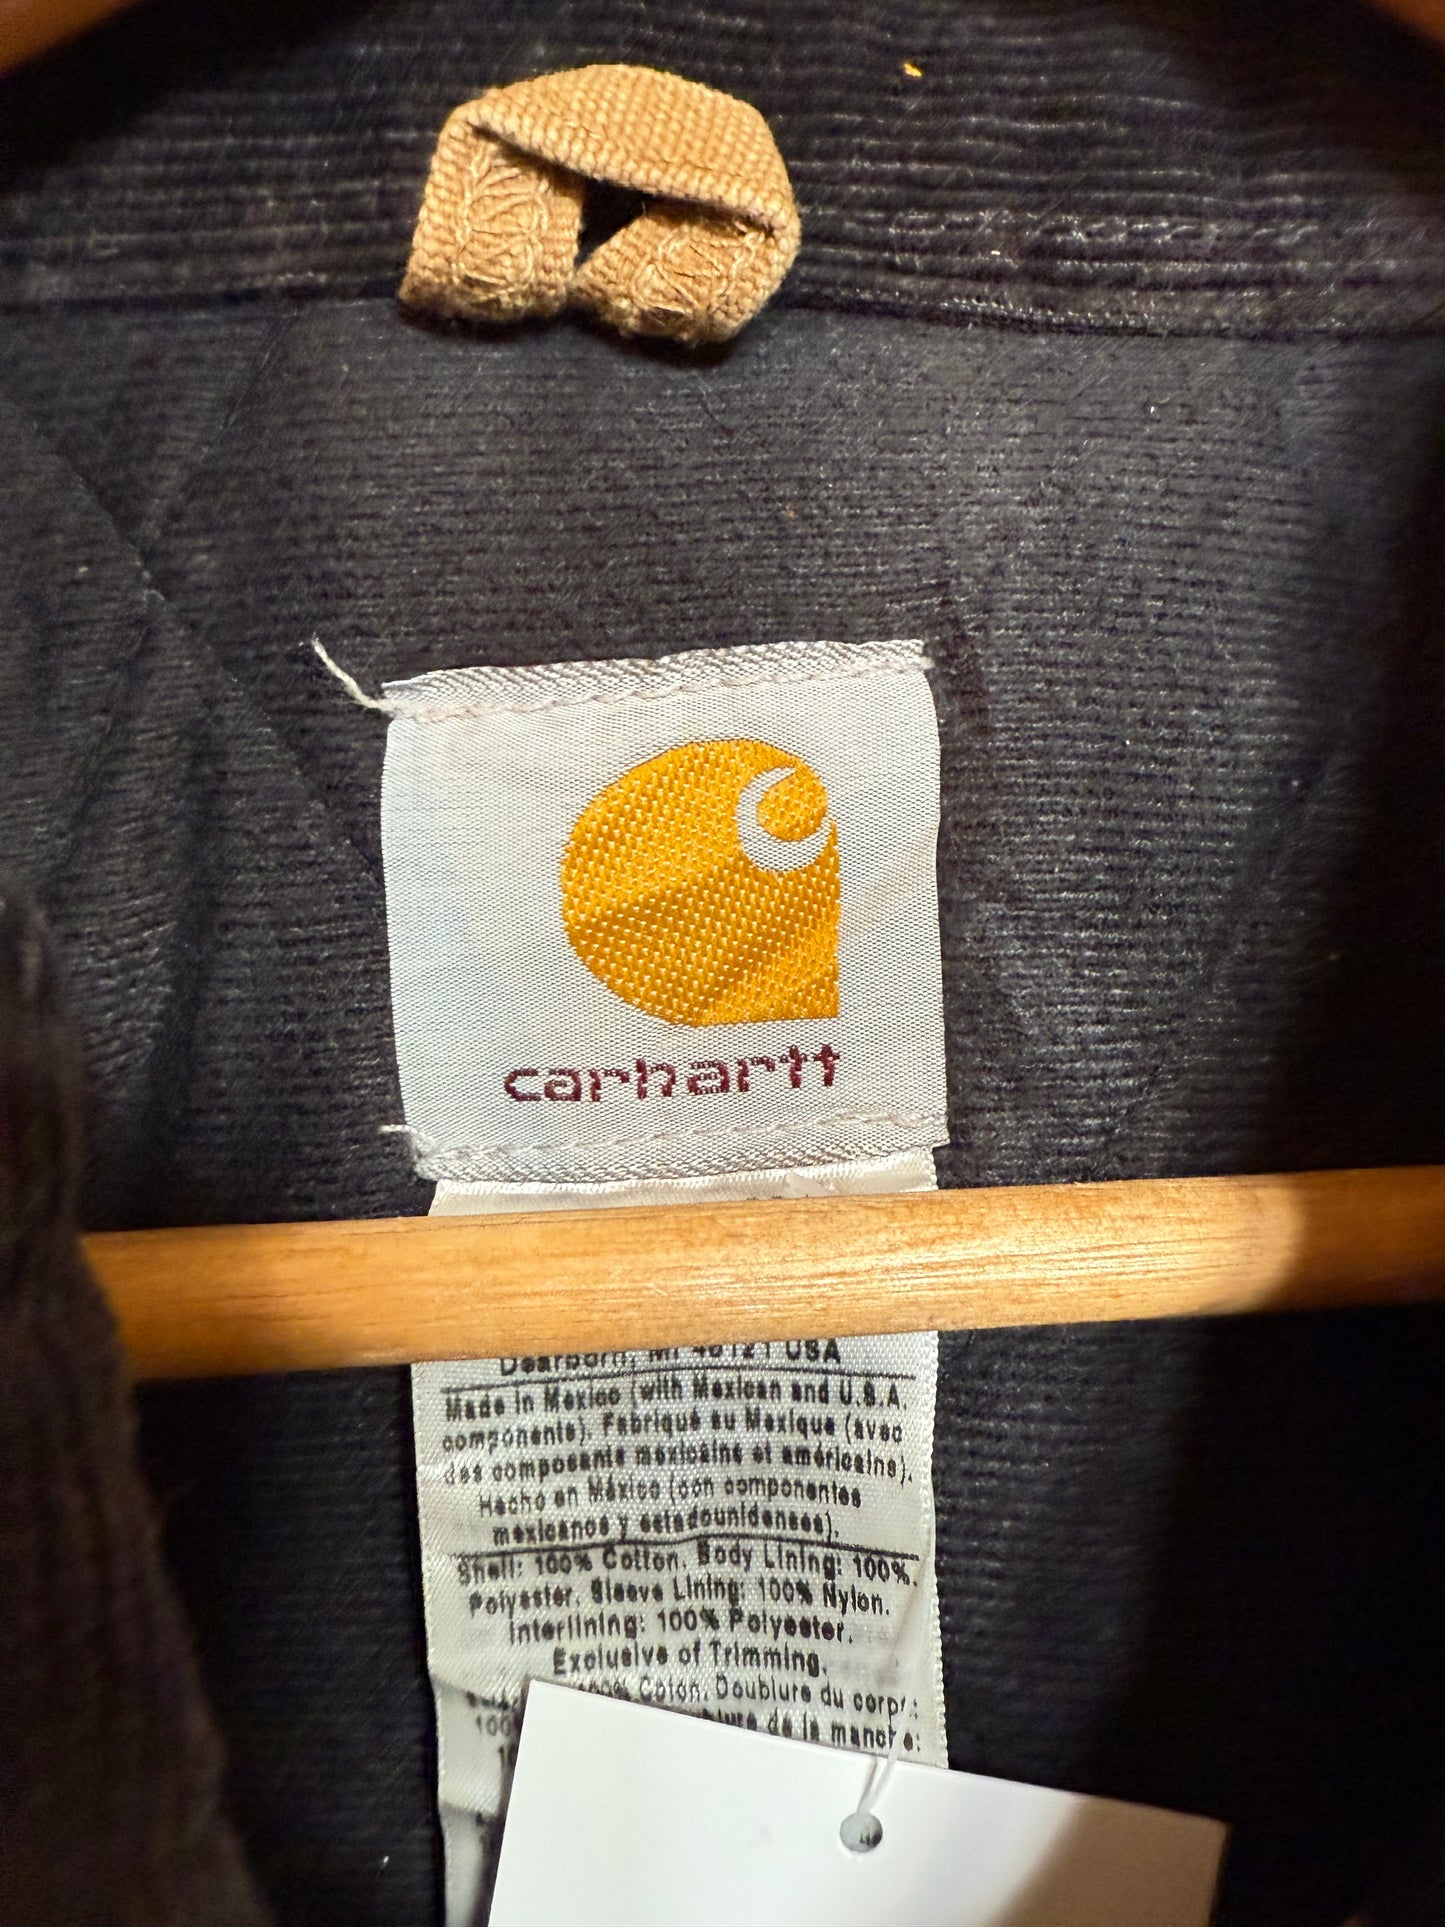 carhartt
Dearborn, MI 48121 USA
Made in Mexico (with Mexican and U.S.A.
components). Fabriqué au Mexique (avec
des composants mexicains et américains).
Hecho en México (con componentes
mexicanos y estadounidenses).
Shell: 100% Cotton. Body Lining: 100%.
Polyester. Sleeve Lining: 100% Nylon.
Interlining: 100% Polyester.
Exclusive of Trimming.
100% Coton. Doublure du corps:
100 de la manche: